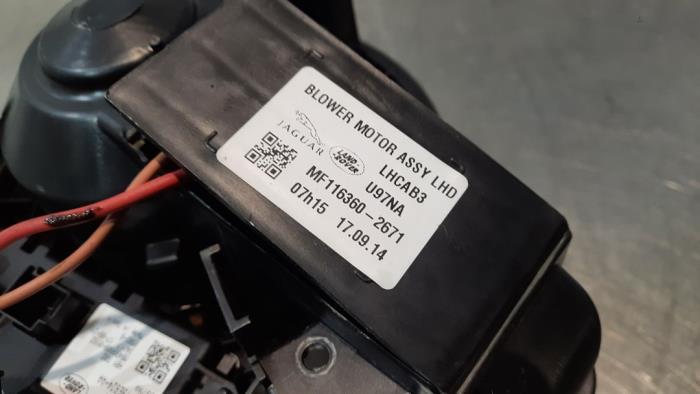 BLOWER MOTOR ASSY LHD
JAGUAR LAND ROVER LHCAB3
U97NA
MF116360-2671
07h15 17.09.14